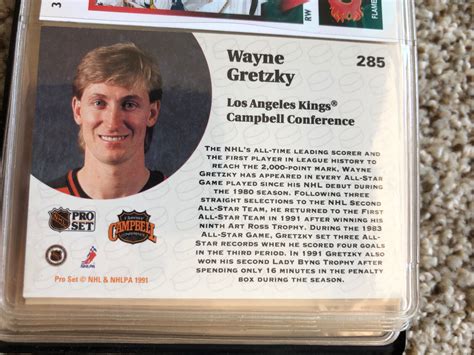 3
RW
FLAMES
Wayne
Gretzky
285
Los Angeles Kings®
Campbell Conference
THE NHL'S ALL-TIME LEADING SCORER AND
THE FIRST PLAYER IN LEAGUE HISTORY TO
REACH THE 2,000-POINT MARK, WAYNE
GRETZKY HAS APPEARED IN EVERY ALL-STAR
GAME PLAYED SINCE HIS NHL DEBUT DURING
THE 1980 SEASON. FOLLOWING THREE
STRAIGHT SELECTIONS TO THE NHL SECOND
ALL-STAR TEAM, HE RETURNED TO THE FIRST
ALL-STAR TEAM IN 1991 AFTER WINNING HIS
NINTH ART ROSS TROPHY. DURING THE 1983
ALL-STAR GAME, GRETZKY SET THREE ALL-
STAR RECORDS WHEN HE SCORED FOUR GOALS
IN THE THIRD PERIOD. IN 1991 GRETZKY ALSO
WON HIS SECOND LADY BYNG TROPHY AFTER
SPENDING ONLY 16 MINUTES IN THE PENALTY
BOX DURING THE SEASON.
NHL
PRO
SET
CAMPBELL
NHLPA
Pro Set © NHL & NHLPA 1991